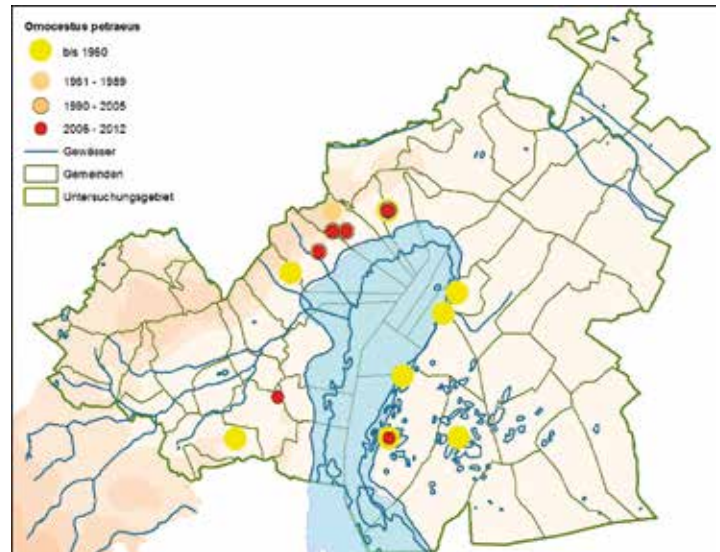 Omocestus petraeus
bis 1960
1961 - 1989
1990 - 2005
2006 - 2012
Gewässer
Gemeinden
Untersuchungsgebiet